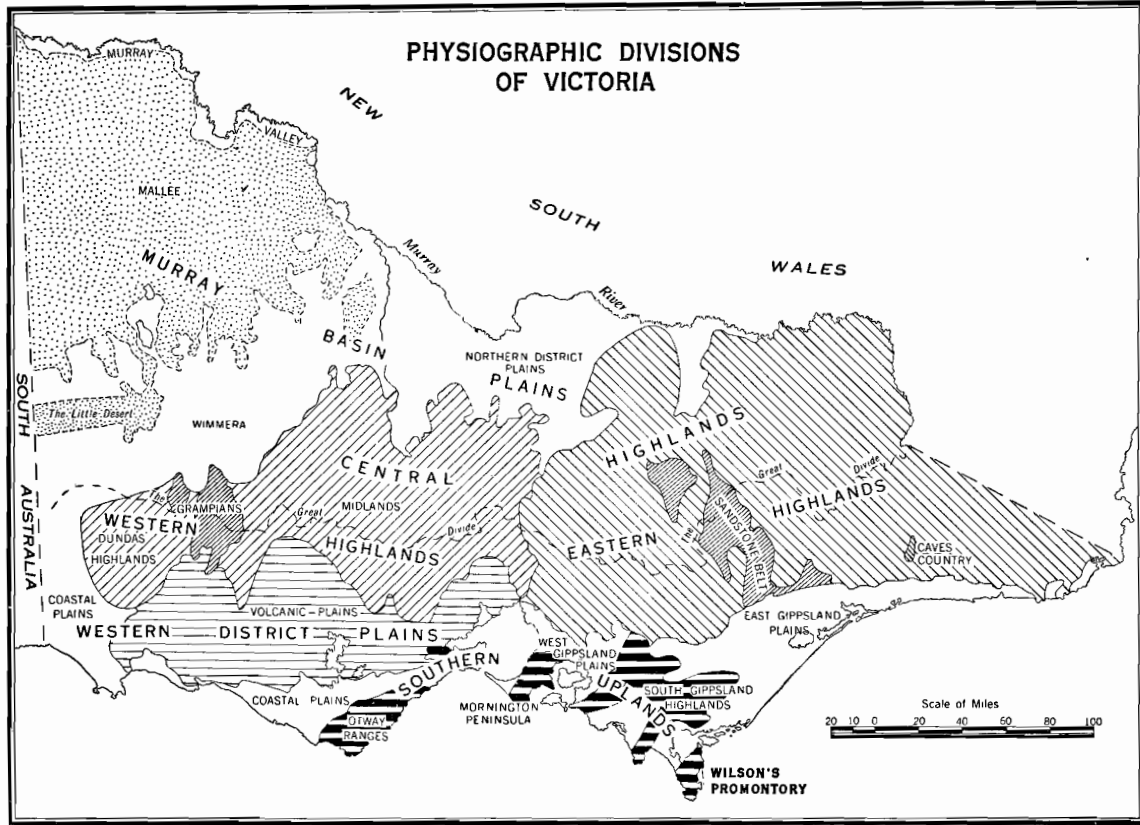 PHYSIOGRAPHIC DIVISIONS
OF VICTORIA
MURRAY
VALLEY
NEW
SOUTH
WALES
MALLEE
MURRAY
BASIN
PLAINS
Murray
River
NORTHERN DISTRICT
PLAINS
The Little Desert
WIMMERA
SOUTH
AUSTRALIA
The
Great
Divide
GRAMPIANS
WESTERN
DUNDAS
HIGHLANDS
CENTRAL
MIDLANDS
HIGHLANDS
HIGHLANDS
EASTERN
HIGHLANDS
The
Great
Divide
SANDSTONE BELT
CAVES
COUNTRY
COASTAL
PLAINS
VOLCANIC-PLAINS
WESTERN DISTRICT PLAINS
EAST GIPPSLAND
PLAINS
WEST
GIPPSLAND
PLAINS
SOUTHERN
UPLANDS
SOUTH GIPPSLAND
HIGHLANDS
COASTAL PLAINS
OTWAY
RANGES
MORNINGTON
PENINSULA
WILSON'S
PROMONTORY
Scale of Miles
20 10 0 20 40 60 80 100